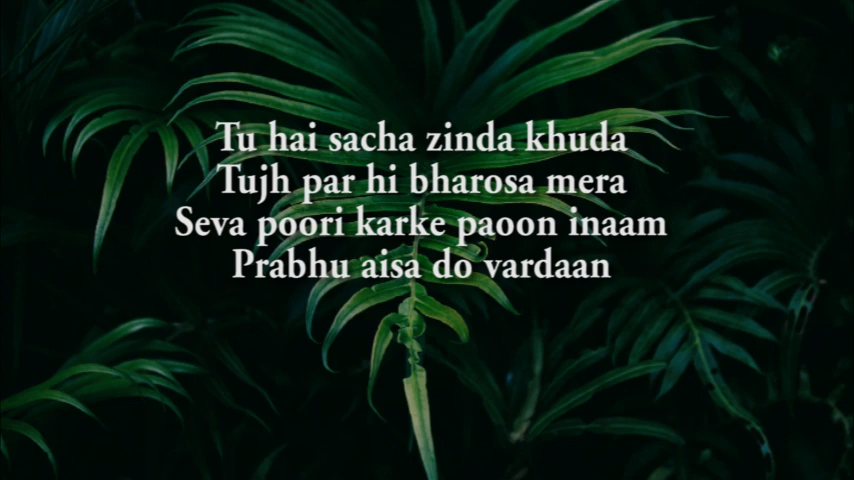 Tu hai sacha zinda khuda
Tujh par hi bharosa mera
Seva poori karke paoon inaam
Prabhu aisa do vardaan